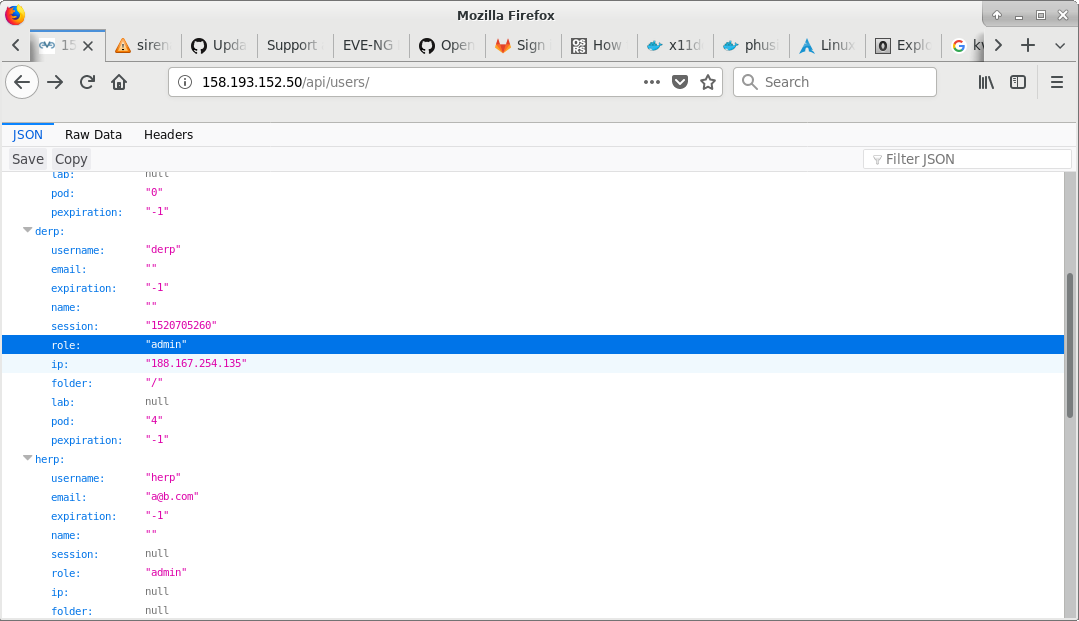 Mozilla Firefox
15 siren Upda Support EVE-NG Open Sign How x11d phus Linux Explo kv
158.193.152.50/api/users/ Search
JSON Raw Data Headers
Save Copy Filter JSON
lab: null
pod: "0"
pexpiration: "-1"
derp:
username: "derp"
email: ""
expiration: "-1"
name: ""
session: "1520705260"
role: "admin"
ip: "188.167.254.135"
folder: "/"
lab: null
pod: "4"
pexpiration: "-1"
herp:
username: "herp"
email: "a@b.com"
expiration: "-1"
name: ""
session: null
role: "admin"
ip: null
folder: null